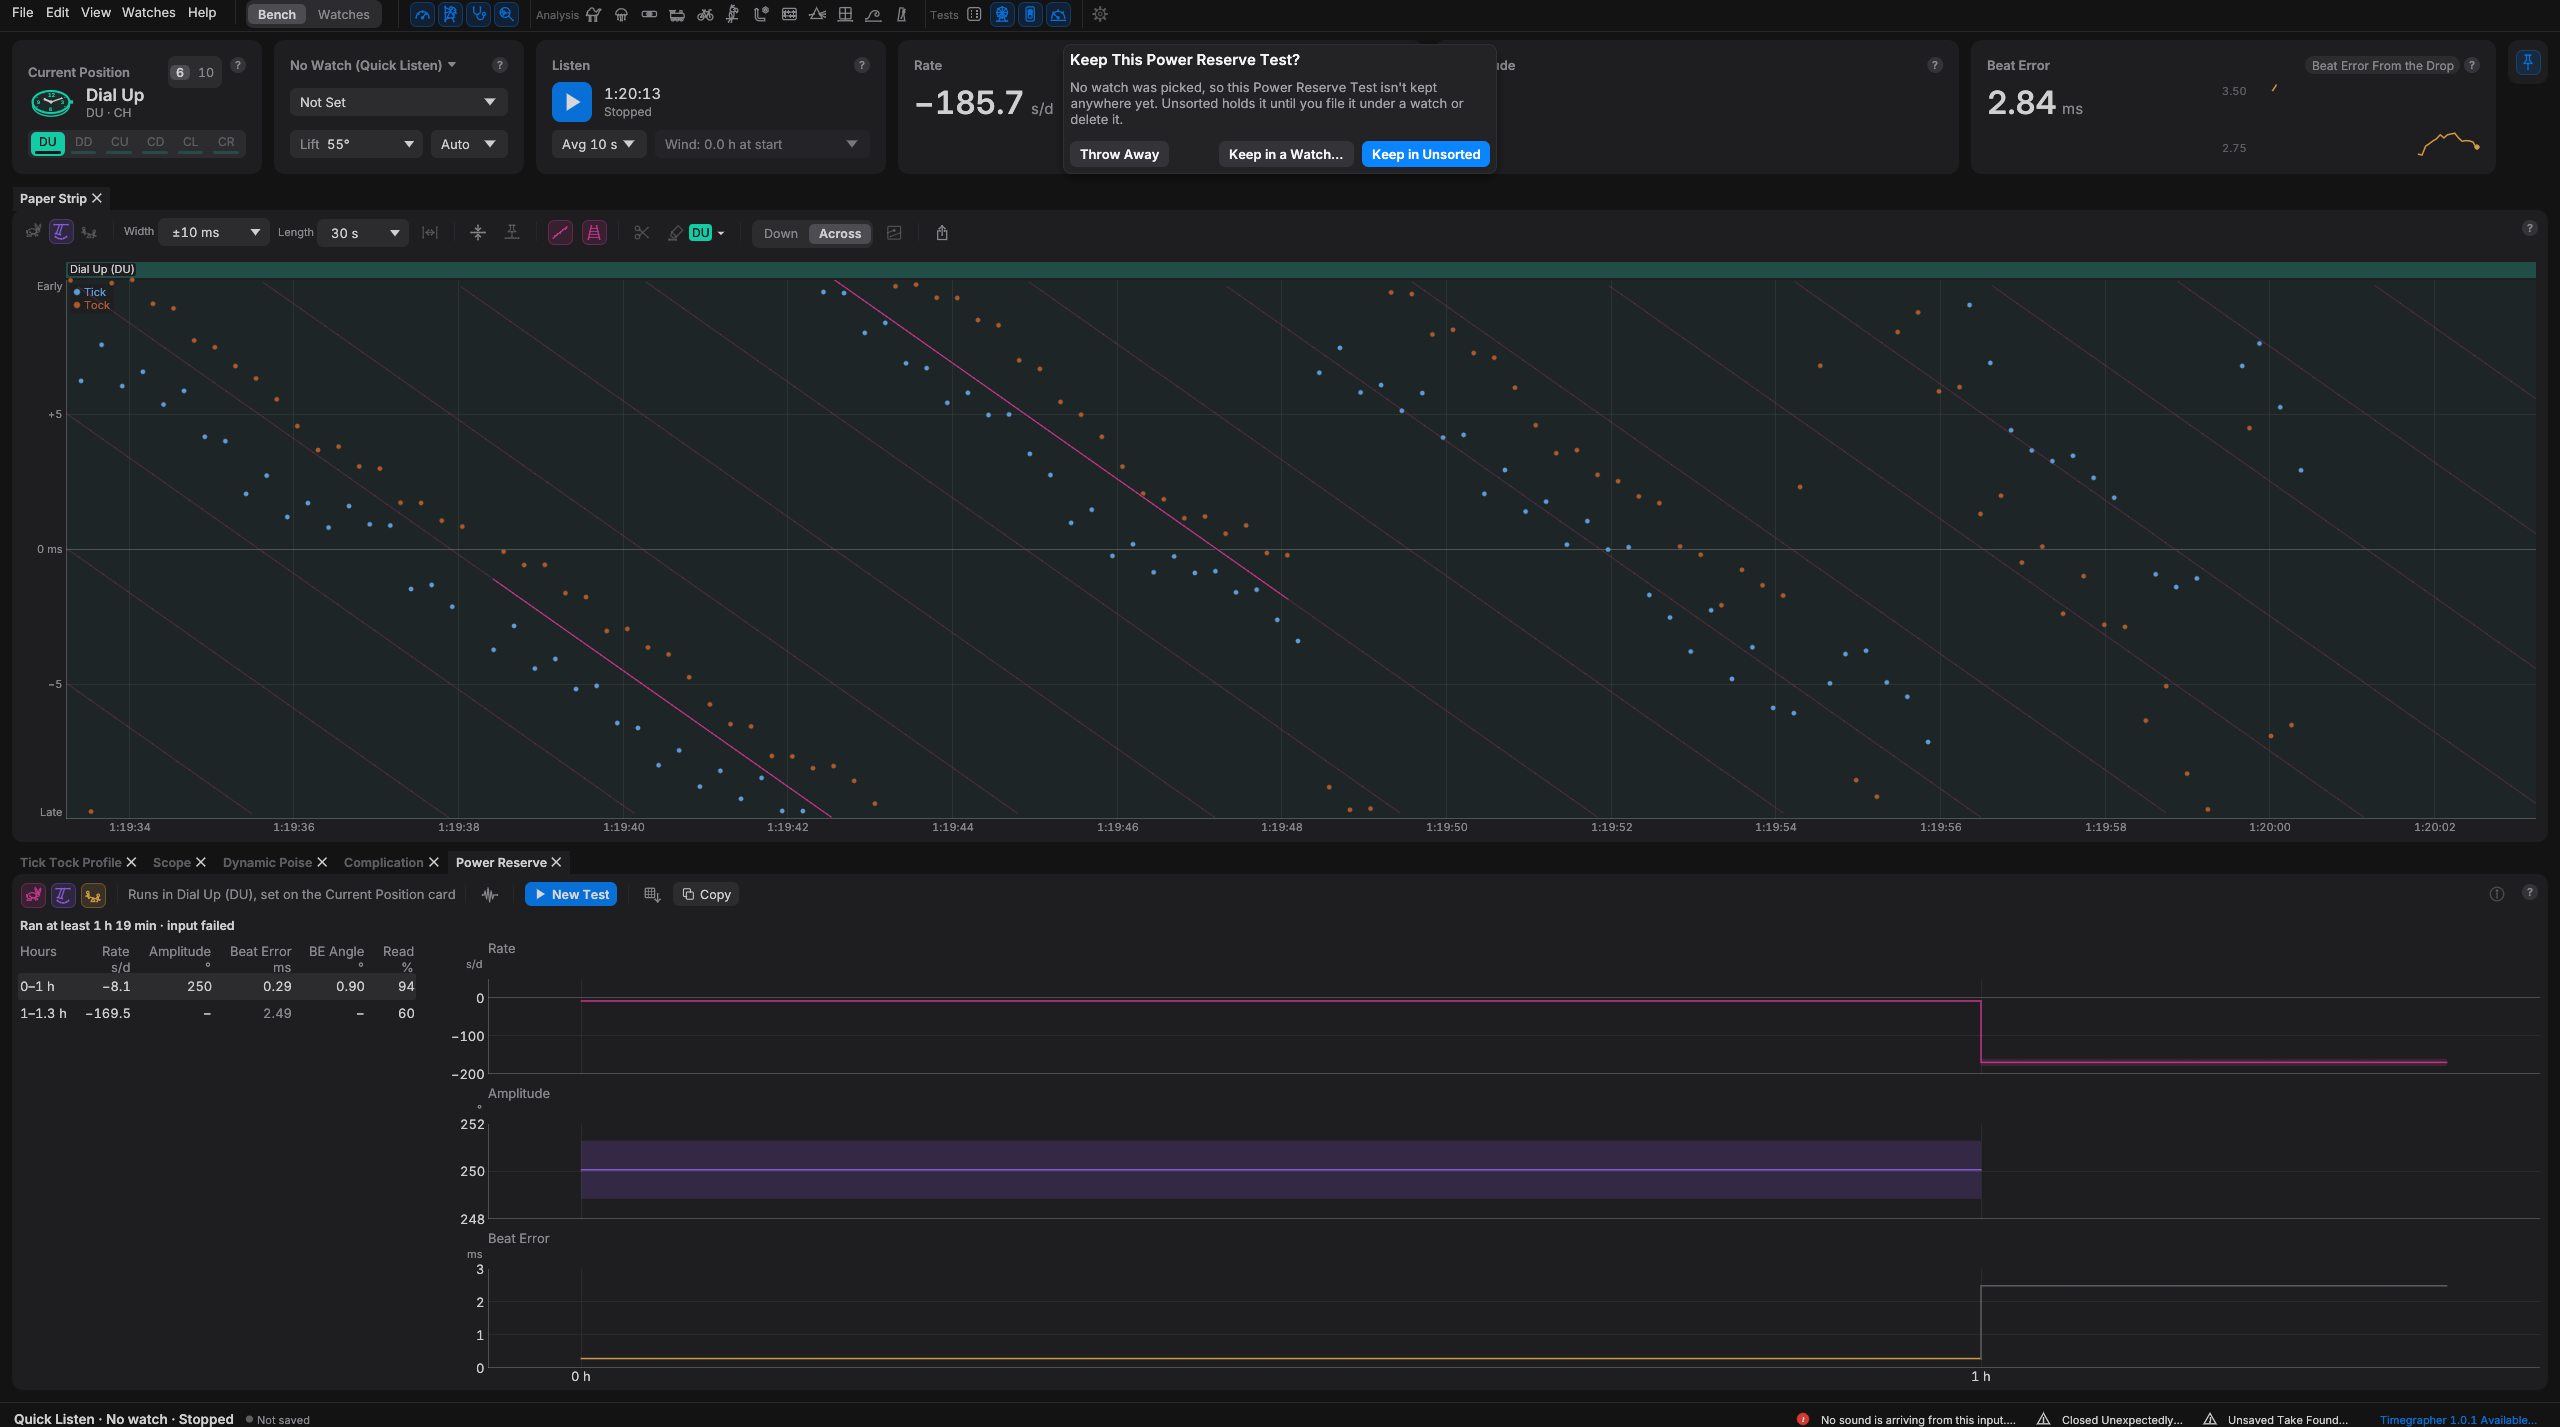 File Edit View Watches Help Bench Watches Analysis Tests
Current Position 6 10 ?
Dial Up
DU · CH
DU DD CU CD CL CR
No Watch (Quick Listen) ?
Not Set
Lift 55° Auto
Listen ?
1:20:13
Stopped
Avg 10 s Wind: 0.0 h at start
Rate
−185.7 s/d
Keep This Power Reserve Test?
No watch was picked, so this Power Reserve Test isn't kept
anywhere yet. Unsorted holds it until you file it under a watch or
delete it.
Throw Away Keep in a Watch... Keep in Unsorted
ude ?
Beat Error Beat Error From the Drop ?
2.84 ms
3.50
2.75
Paper Strip
Width ±10 ms Length 30 s DU Down Across ?
Dial Up (DU)
Early
Tick
Tock
+5
0 ms
−5
Late
1:19:34 1:19:36 1:19:38 1:19:40 1:19:42 1:19:44 1:19:46 1:19:48 1:19:50 1:19:52 1:19:54 1:19:56 1:19:58 1:20:00 1:20:02
Tick Tock Profile Scope Dynamic Poise Complication Power Reserve
Runs in Dial Up (DU), set on the Current Position card New Test Copy ?
Ran at least 1 h 19 min · input failed
Hours Rate Amplitude Beat Error BE Angle Read
s/d ° ms ° %
0–1 h −8.1 250 0.29 0.90 94
1–1.3 h −169.5 – 2.49 – 60
Rate
s/d
0
−100
−200
Amplitude
°
252
250
248
Beat Error
ms
3
2
1
0
0 h 1 h
Quick Listen · No watch · Stopped Not saved No sound is arriving from this input.... Closed Unexpectedly... Unsaved Take Found... Timegrapher 1.0.1 Available...